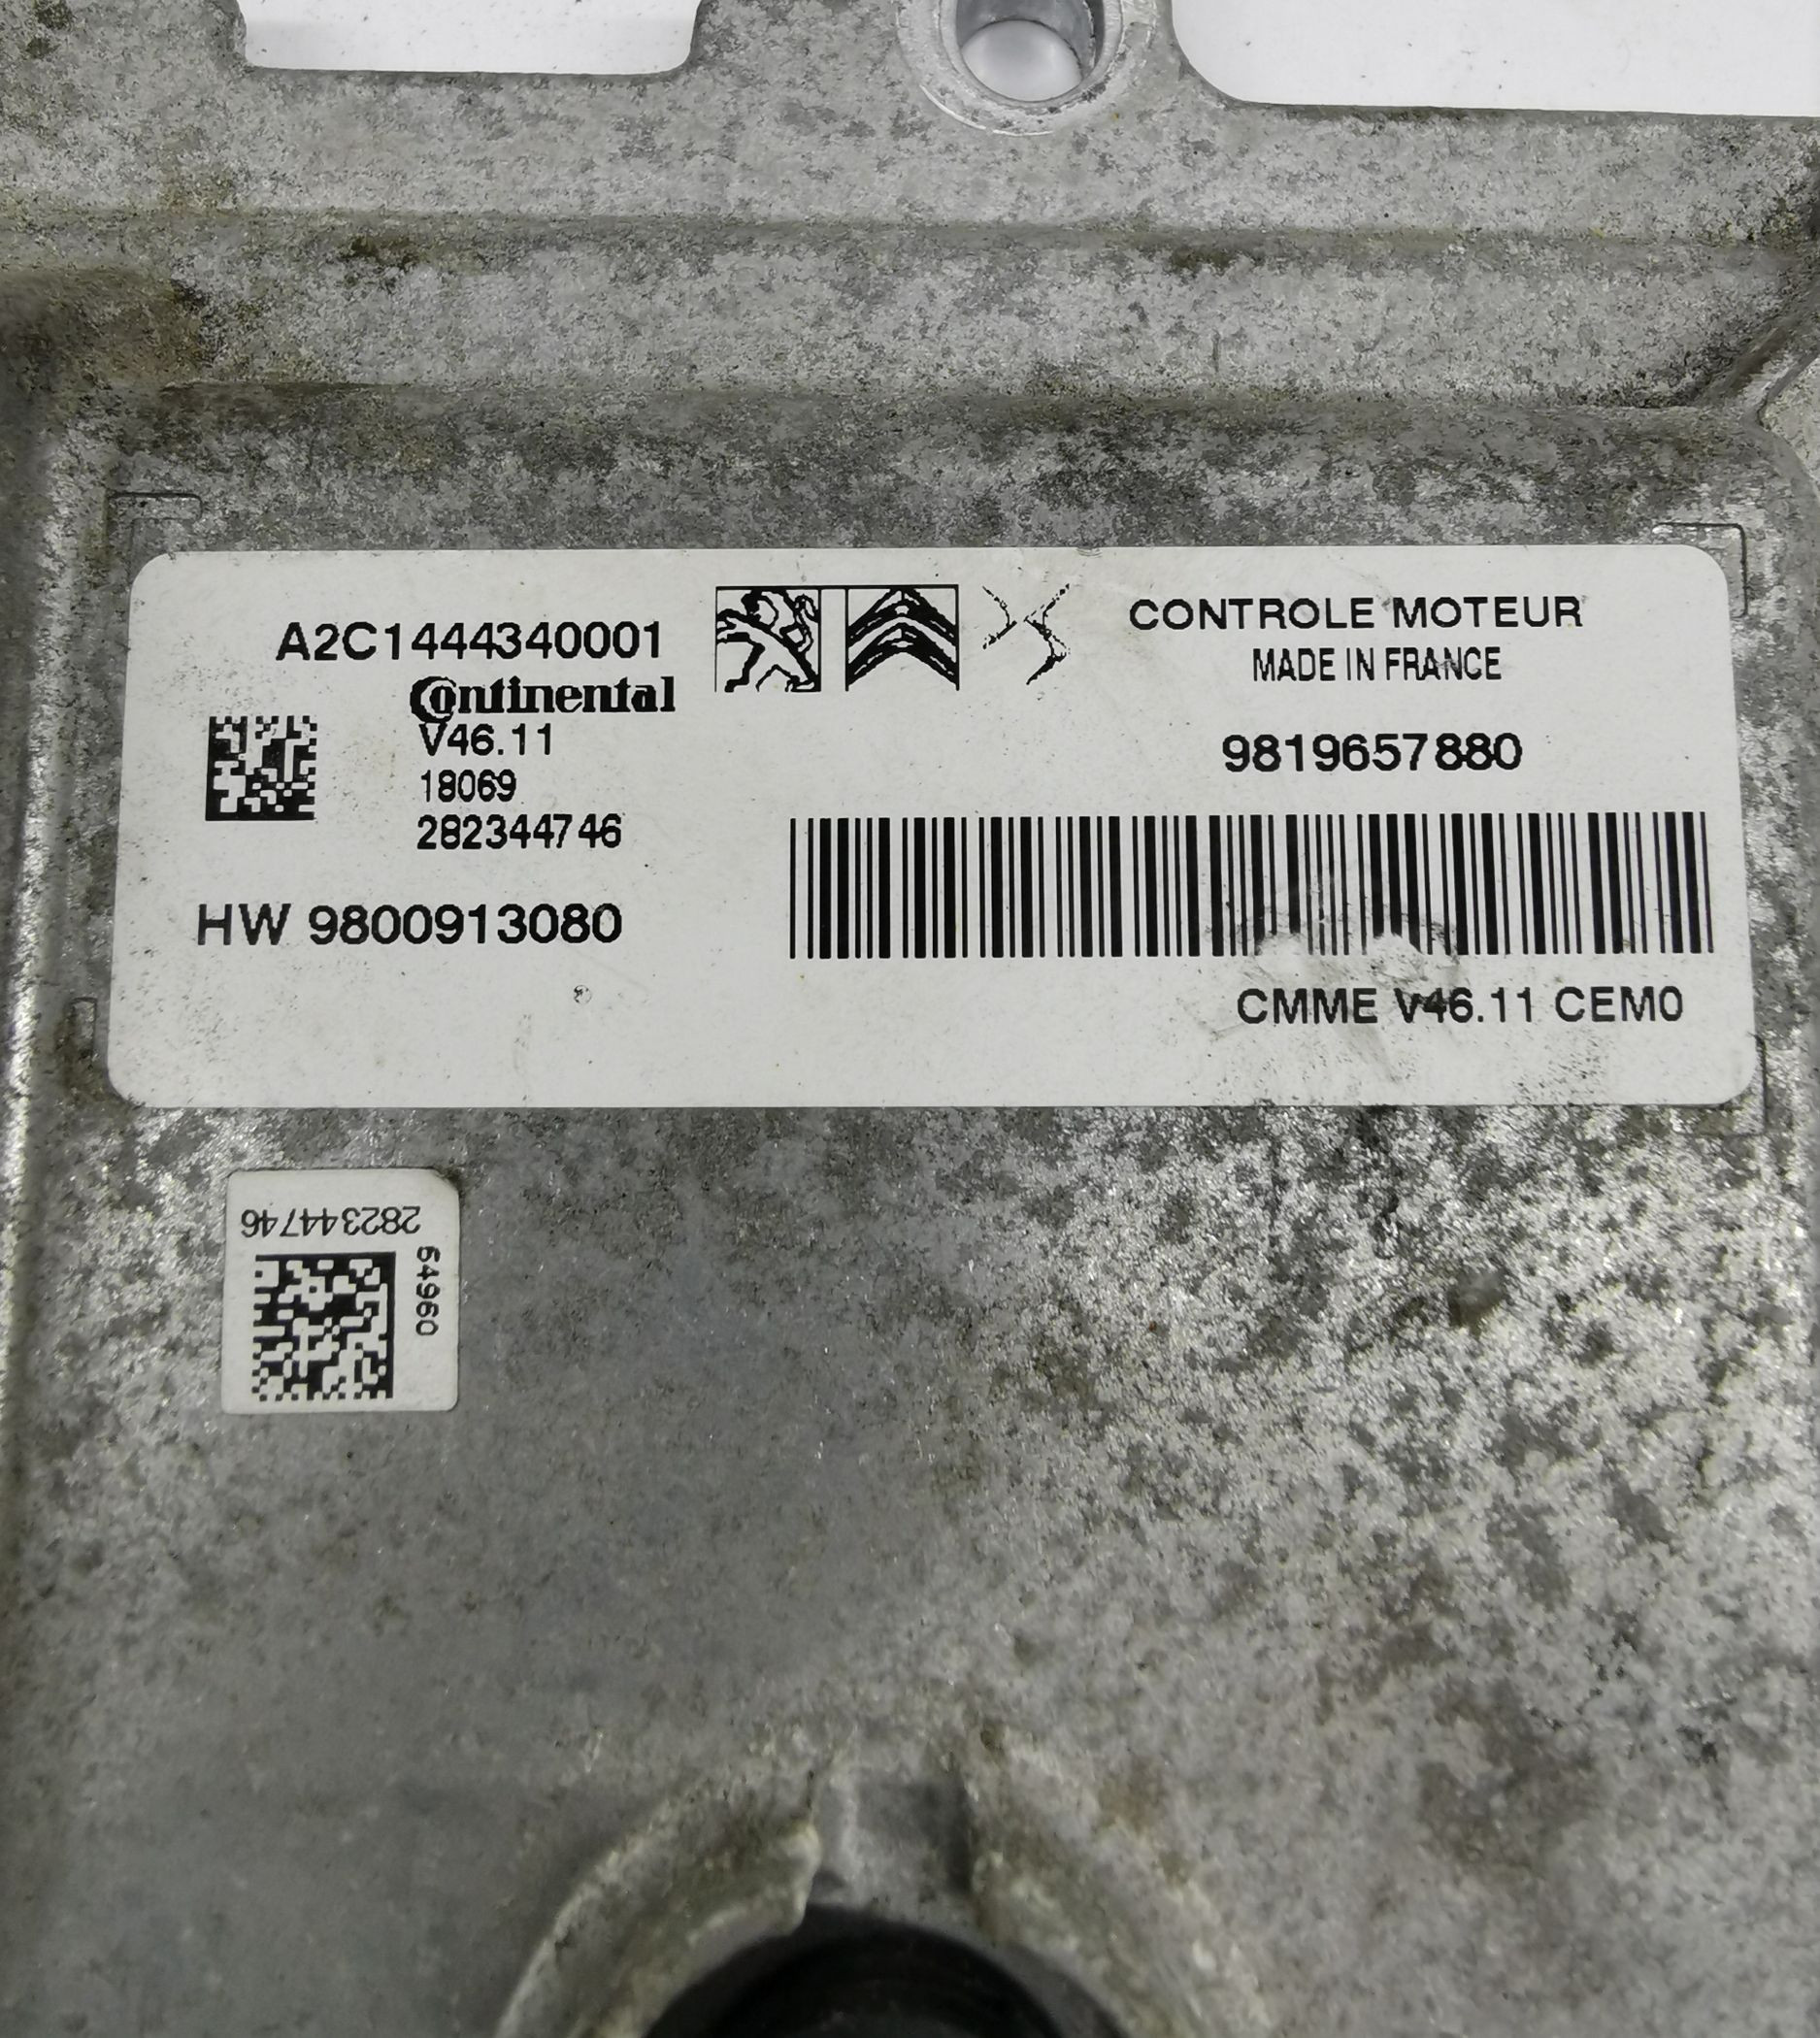 A2C1444340001
Continental
V46.11
18069
282344746
HW 9800913080
CONTROLE MOTEUR
MADE IN FRANCE
9819657880
CMME V46.11 CEM0
282344746
64960